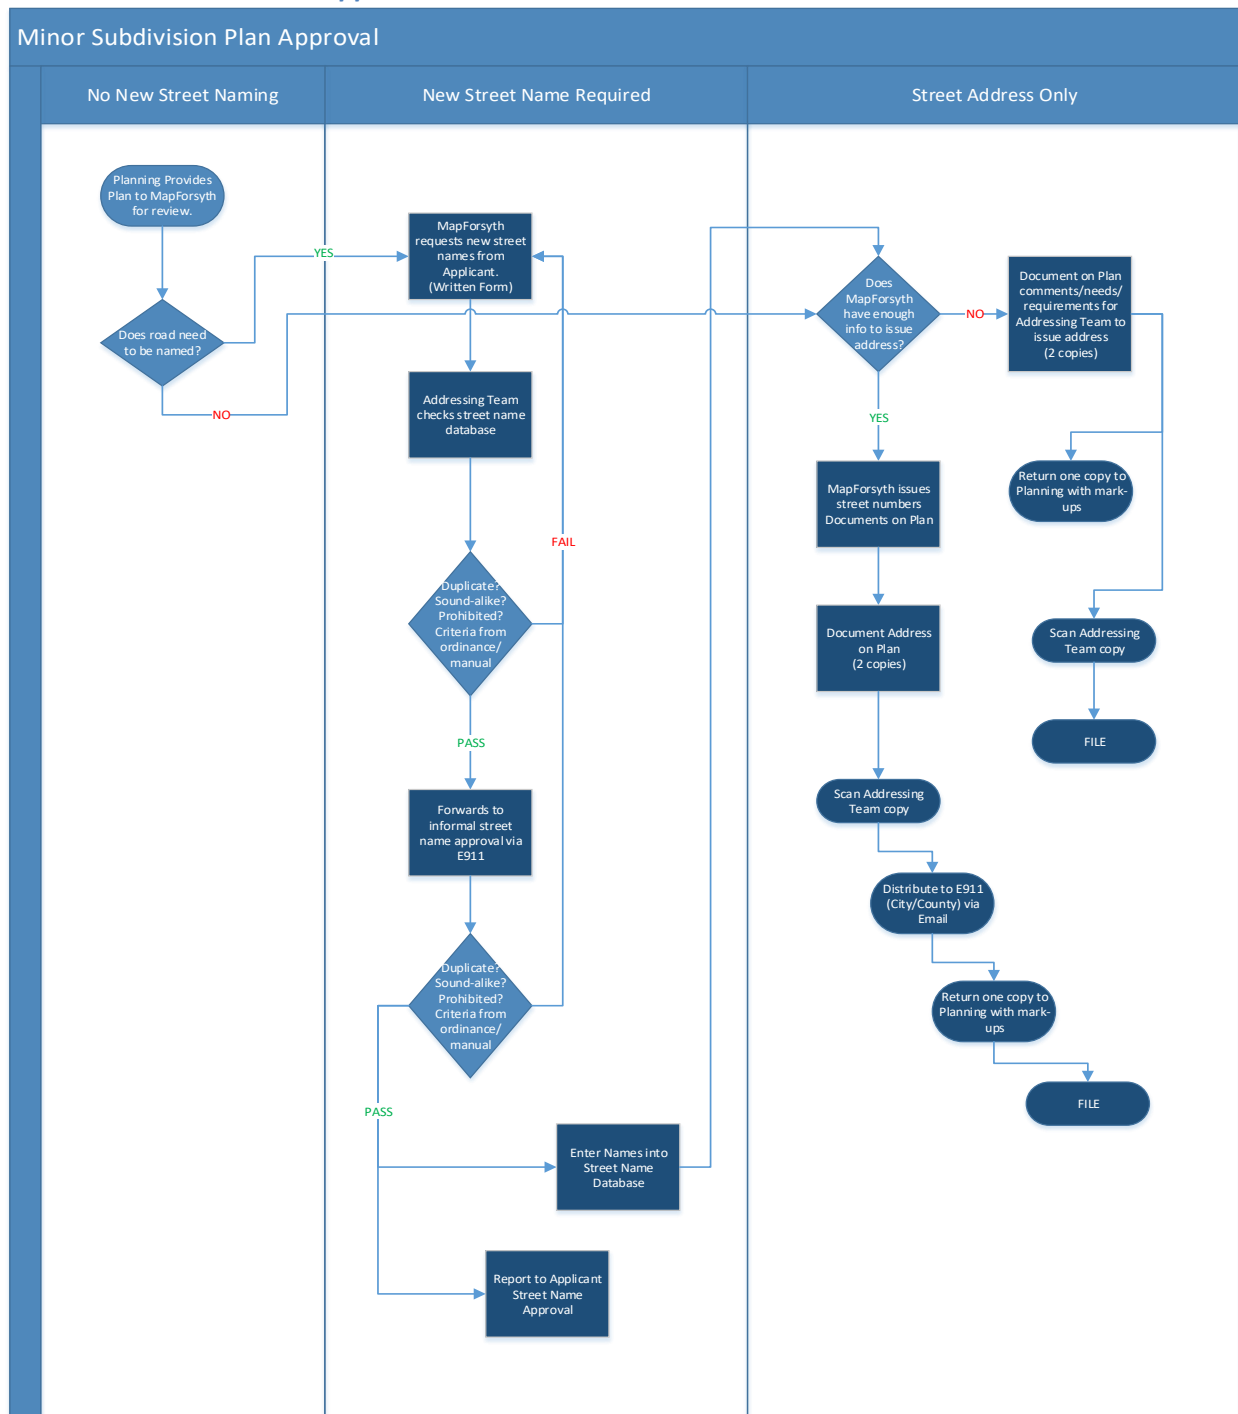 Minor Subdivision Plan Approval
No New Street Naming
New Street Name Required
Street Address Only
Planning Provides
Plan to MapForsyth
for review.
Does road need
to be named?
YES
NO
MapForsyth
requests new street
names from
Applicant.
(Written Form)
Addressing Team
checks street name
database
Duplicate?
Sound-alike?
Prohibited?
Criteria from
ordinance/
manual
FAIL
PASS
Forwards to
informal street
name approval via
E911
Duplicate?
Sound-alike?
Prohibited?
Criteria from
ordinance/
manual
PASS
Enter Names into
Street Name
Database
Report to Applicant
Street Name
Approval
Does
MapForsyth
have enough
info to issue
address?
NO
Document on Plan
comments/needs/
requirements for
Addressing Team to
issue address
(2 copies)
Return one copy to
Planning with mark-
ups
Scan Addressing
Team copy
FILE
YES
MapForsyth issues
street numbers
Documents on Plan
Document Address
on Plan
(2 copies)
Scan Addressing
Team copy
Distribute to E911
(City/County) via
Email
Return one copy to
Planning with mark-
ups
FILE